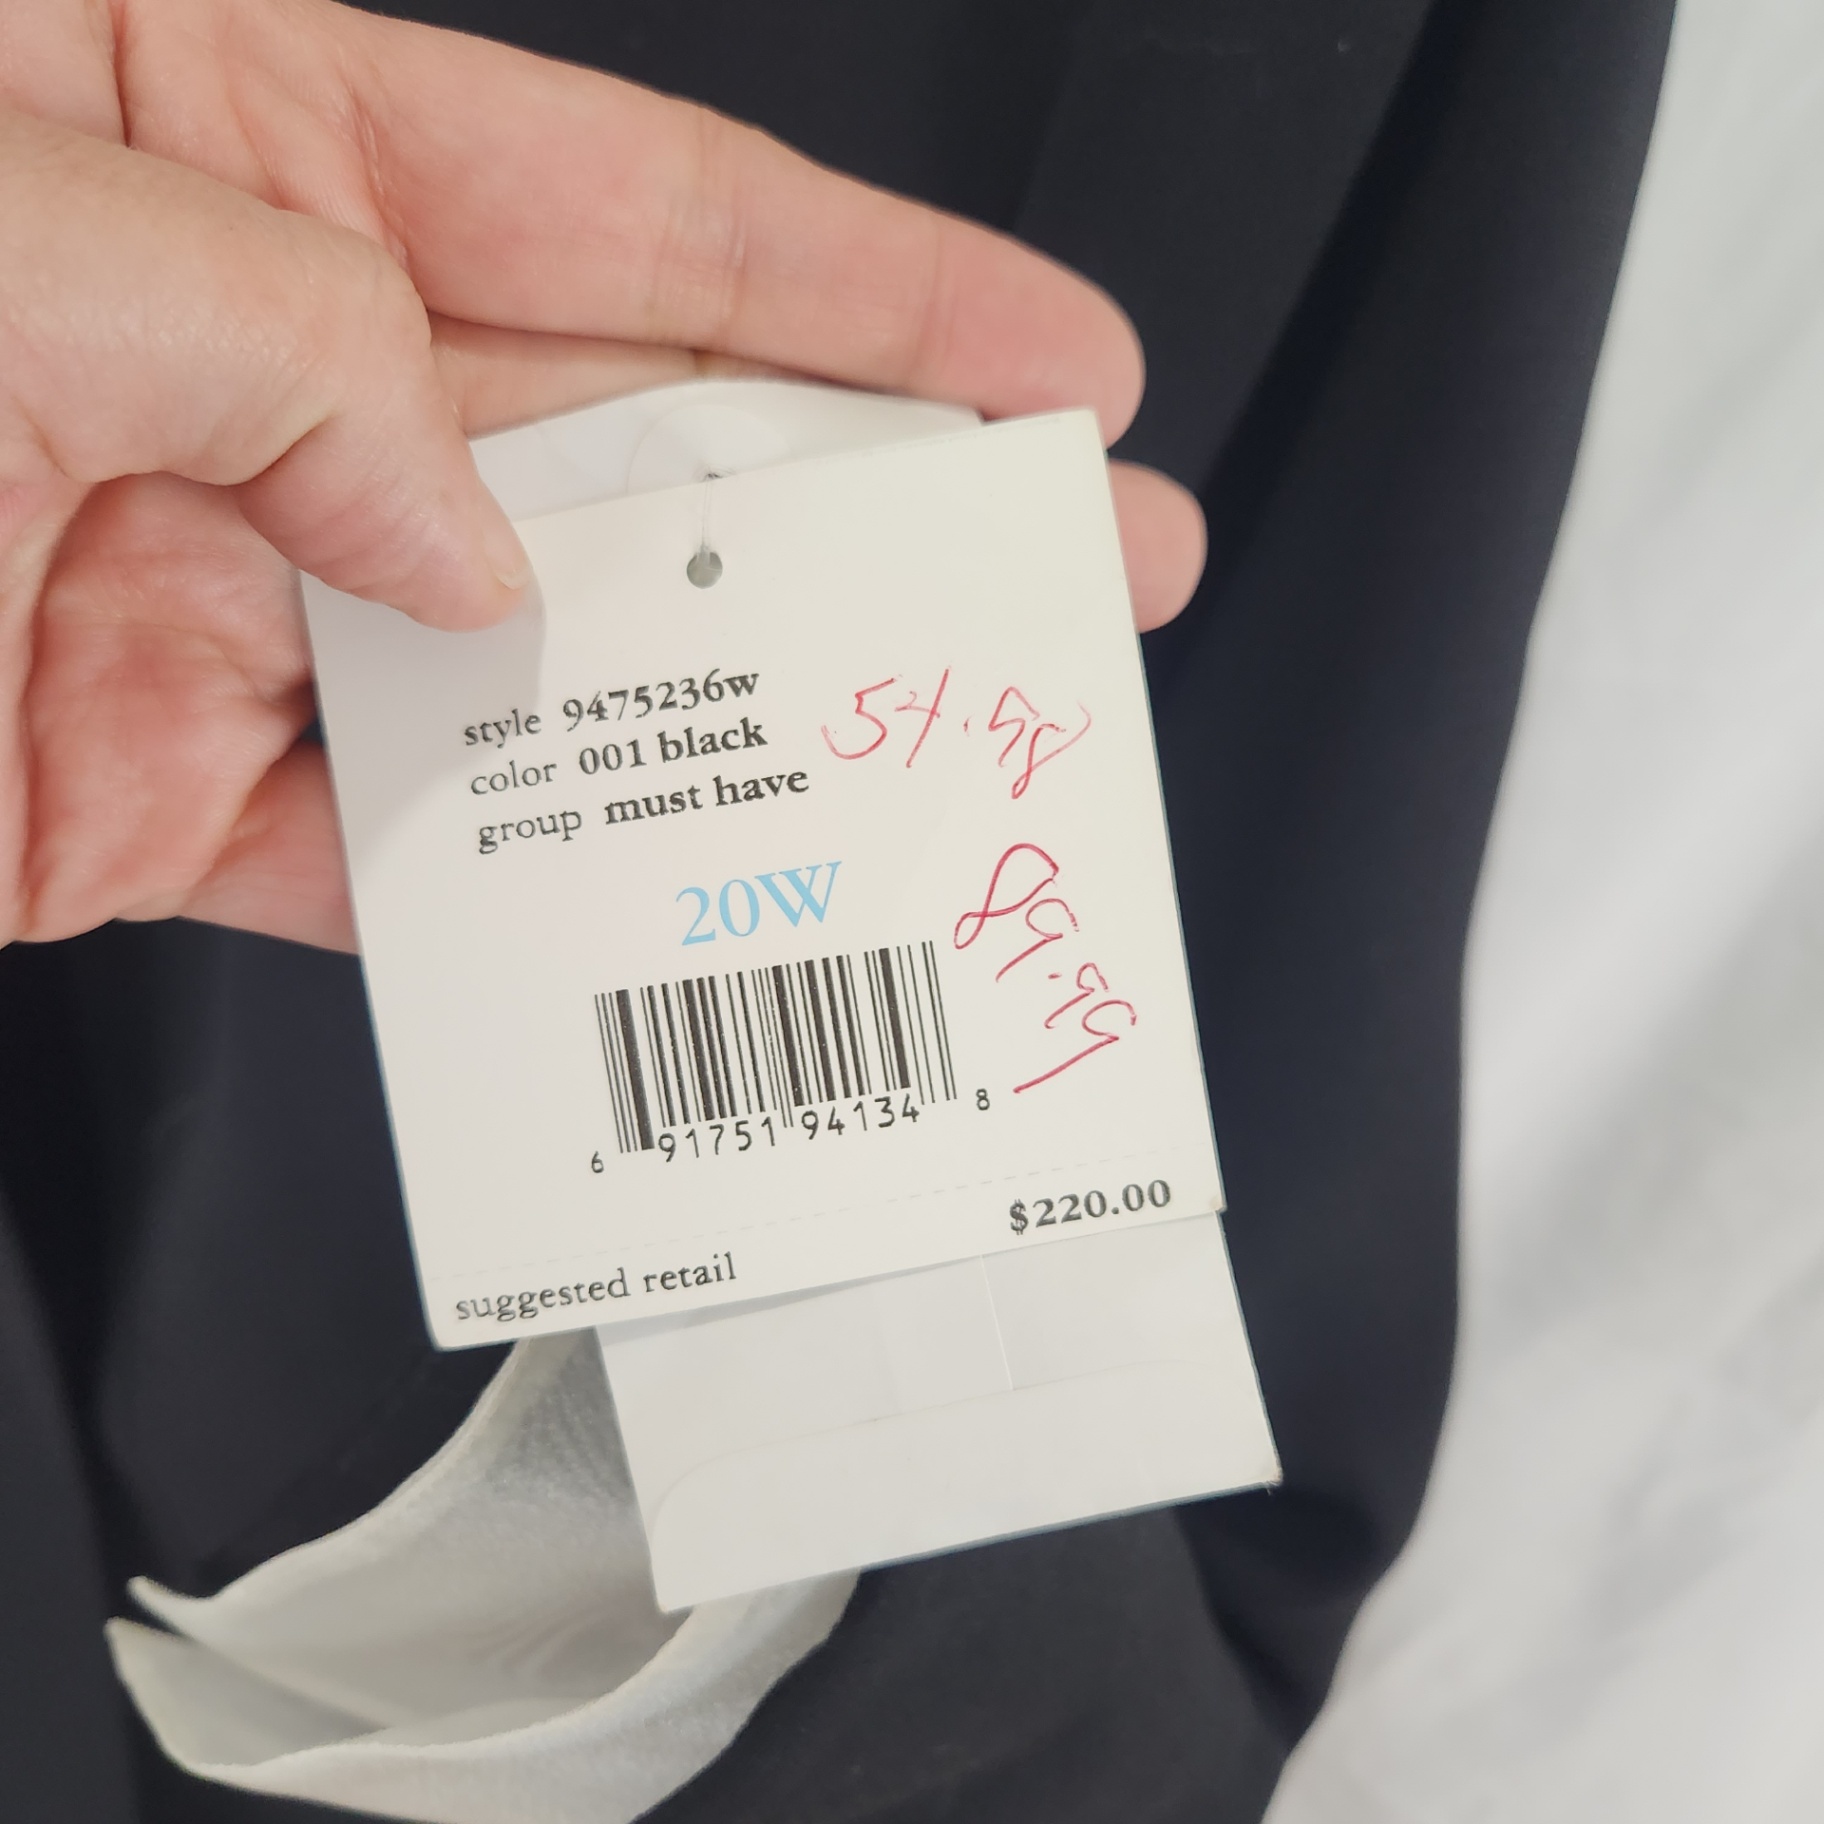 style 9475236w
color 001 black
group must have
54.98
89.99
20W
6 91751 94134 8
$220.00
suggested retail